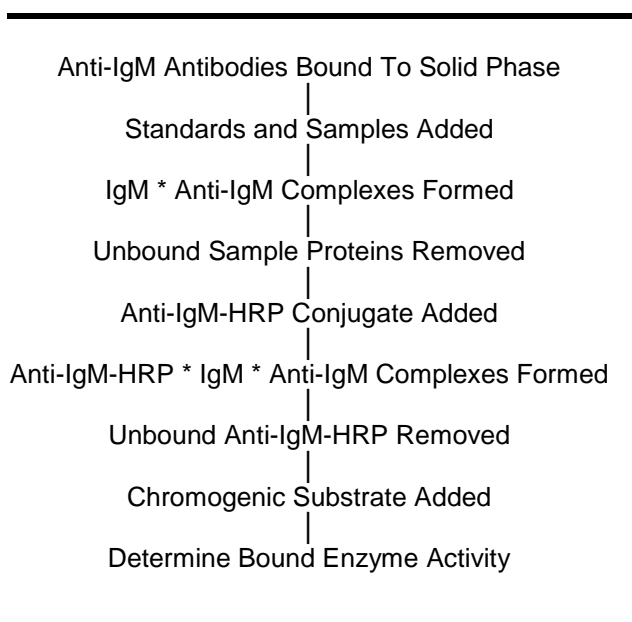 Anti-IgM Antibodies Bound To Solid Phase
Standards and Samples Added
IgM * Anti-IgM Complexes Formed
Unbound Sample Proteins Removed
Anti-IgM-HRP Conjugate Added
Anti-IgM-HRP * IgM * Anti-IgM Complexes Formed
Unbound Anti-IgM-HRP Removed
Chromogenic Substrate Added
Determine Bound Enzyme Activity